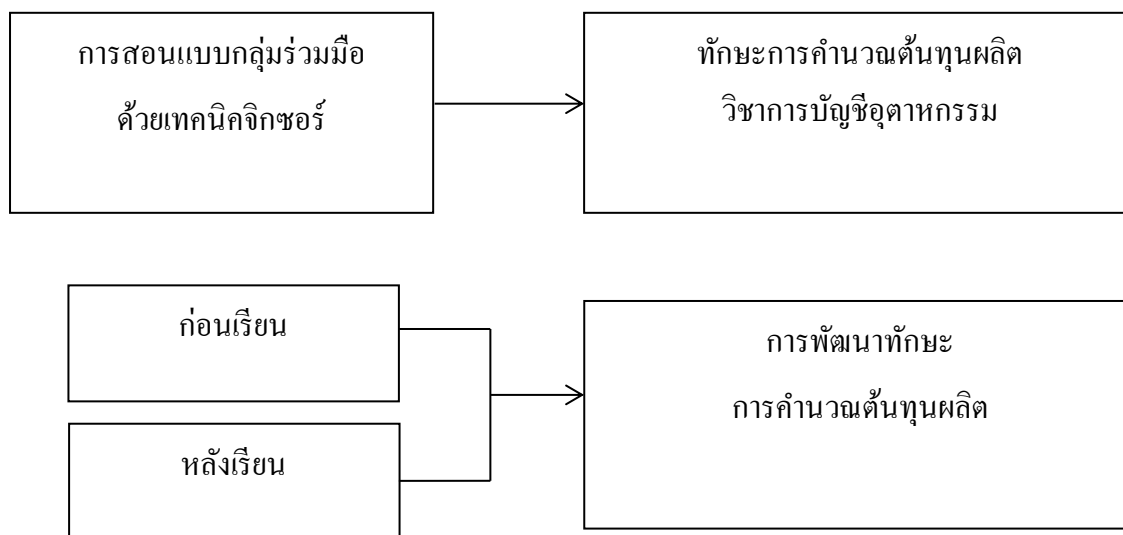 การสอนแบบกลุ่มร่วมมือ
ด้วยเทคนิคจิกซอร์
ทักษะการคำนวณต้นทุนผลิต
วิชาการบัญชีอุตาหกรรม
ก่อนเรียน
หลังเรียน
การพัฒนาทักษะ
การคำนวณต้นทุนผลิต